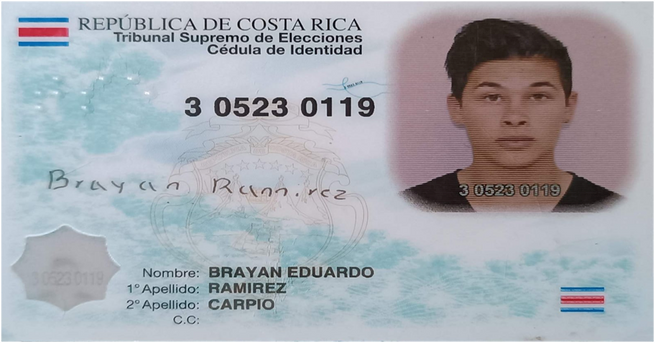 REPÚBLICA DE COSTA RICA
Tribunal Supremo de Elecciones
Cédula de Identidad
3 0523 0119
Brayan Ramirez
3 0523 0119
3 0523 0119
Nombre: BRAYAN EDUARDO
1° Apellido: RAMIREZ
2° Apellido: CARPIO
C.C: